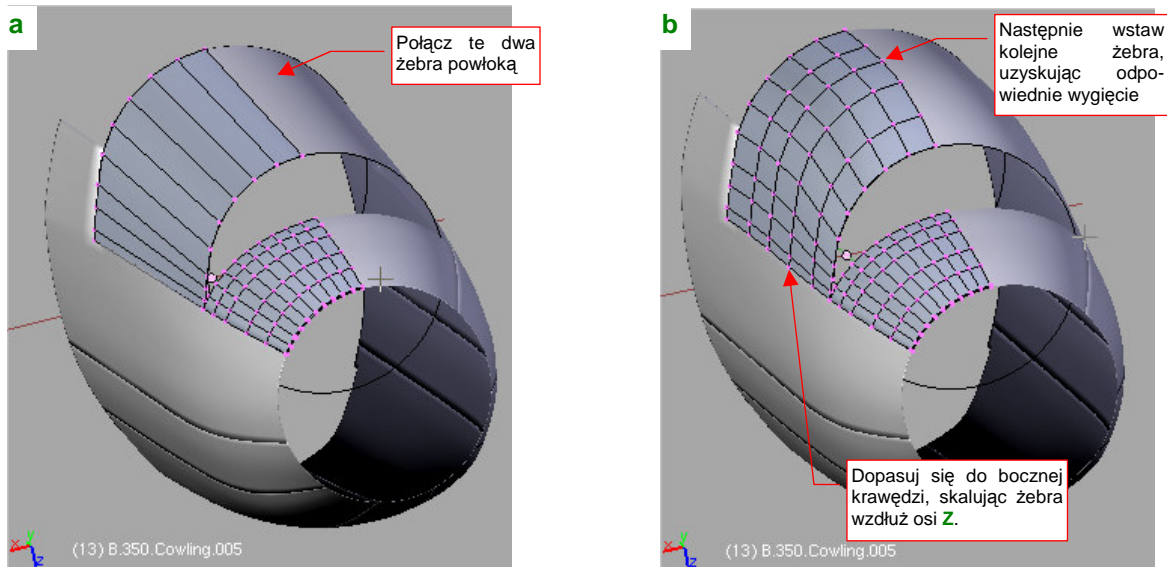 a
Połącz te dwa
żebra powłoką
x
y
z
(13) B.350.Cowling.005
b
Następnie wstaw
kolejne żebra,
uzyskując odpo-
wiednie wygięcie
Dopasuj się do bocznej
krawędzi, skalując żebra
wzdłuż osi Z.
x
y
z
(13) B.350.Cowling.005